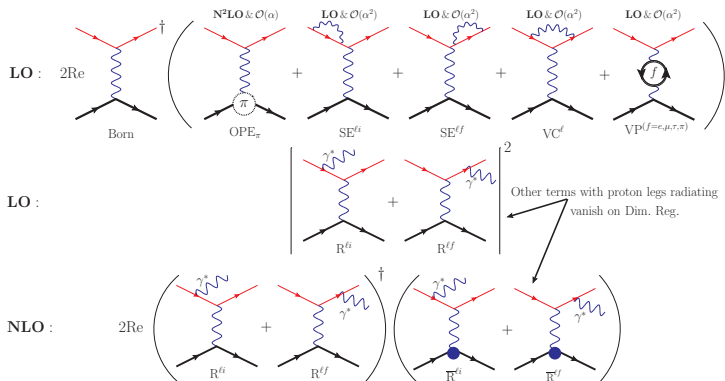 N²LO & 𝒪(α) LO & 𝒪(α²) LO & 𝒪(α²) LO & 𝒪(α²) LO & 𝒪(α²)
†
LO : 2Re + + + + f
π
Born OPE_π SE^{ℓi} SE^{ℓf} VC^ℓ VP^{(f=e,μ,τ,π)}
2
γ* γ*
LO : +
Other terms with proton legs radiating
vanish on Dim. Reg.
R^{ℓi} R^{ℓf}
†
γ* γ* γ* γ*
NLO : 2Re + +
R^{ℓi} R^{ℓf} R̅^{ℓi} R̅^{ℓf}